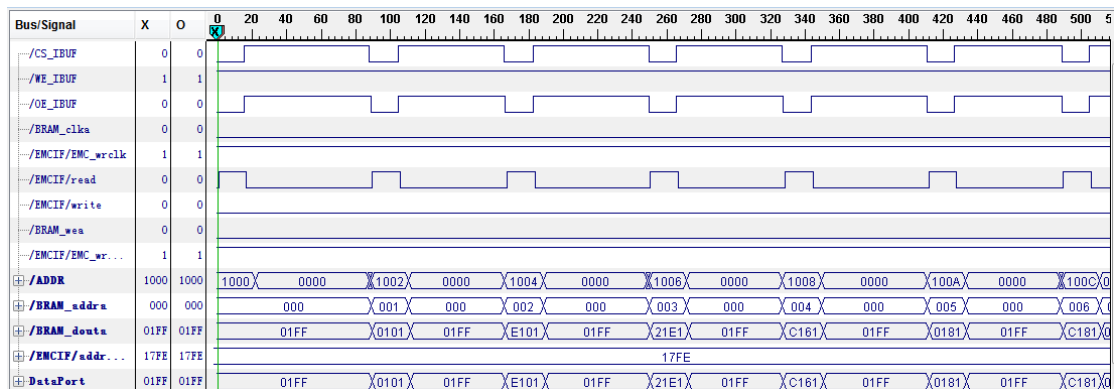 Bus/Signal X O 0 20 40 60 80 100 120 140 160 180 200 220 240 260 280 300 320 340 360 380 400 420 440 460 480 500 5
X
/CS_IBUF 0 0
/WE_IBUF 1 1
/OE_IBUF 0 0
/BRAM_clka 0 0
/EMCIF/EMC_wrclk 1 1
/EMCIF/read 0 0
/EMCIF/write 0 0
/BRAM_wea 0 0
/EMCIF/EMC_wr... 1 1
/ADDR 1000 1000 1000 0000 1002 0000 1004 0000 1006 0000 1008 0000 100A 0000 100C 0
/BRAM_addra 000 000 000 001 000 002 000 003 000 004 000 005 000 006
/BRAM_douta 01FF 01FF 01FF 0101 01FF E101 01FF 21E1 01FF C161 01FF 0181 01FF C181 0
/EMCIF/addr... 17FE 17FE 17FE
DataPort 01FF 01FF 01FF 0101 01FF E101 01FF 21E1 01FF C161 01FF 0181 01FF C181 0